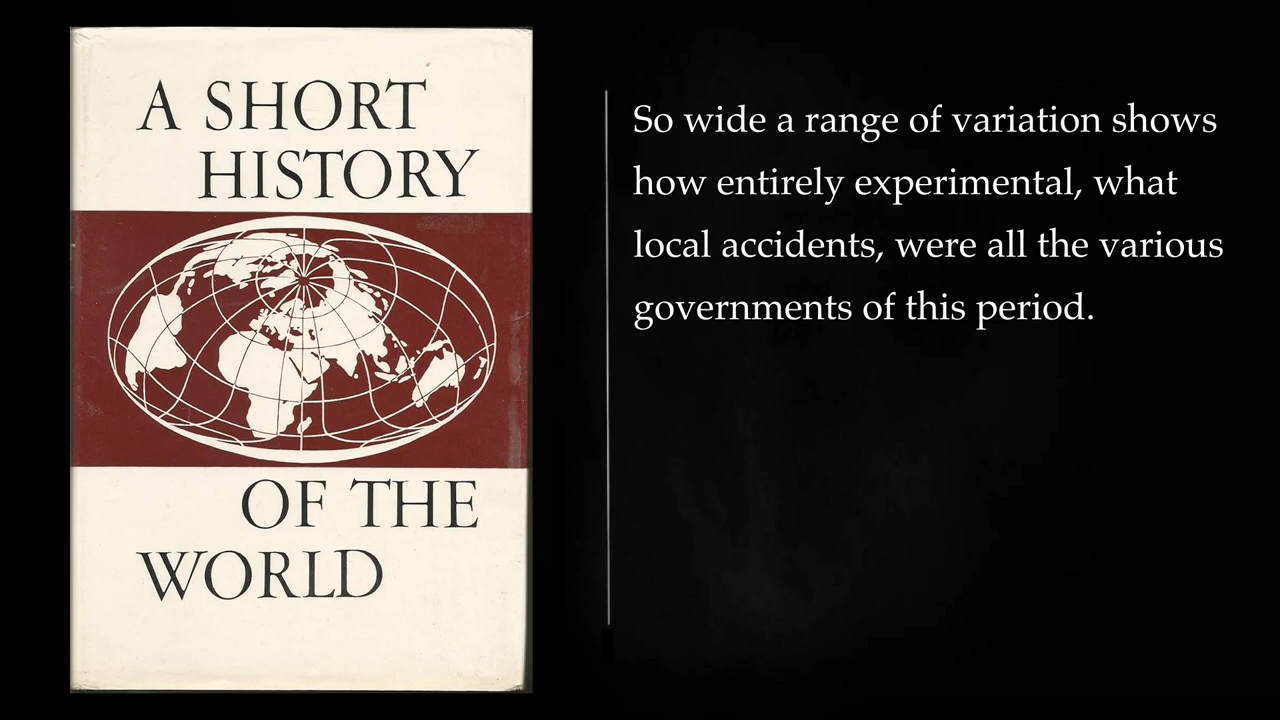 A SHORT
HISTORY
OF THE
WORLD
So wide a range of variation shows
how entirely experimental, what
local accidents, were all the various
governments of this period.